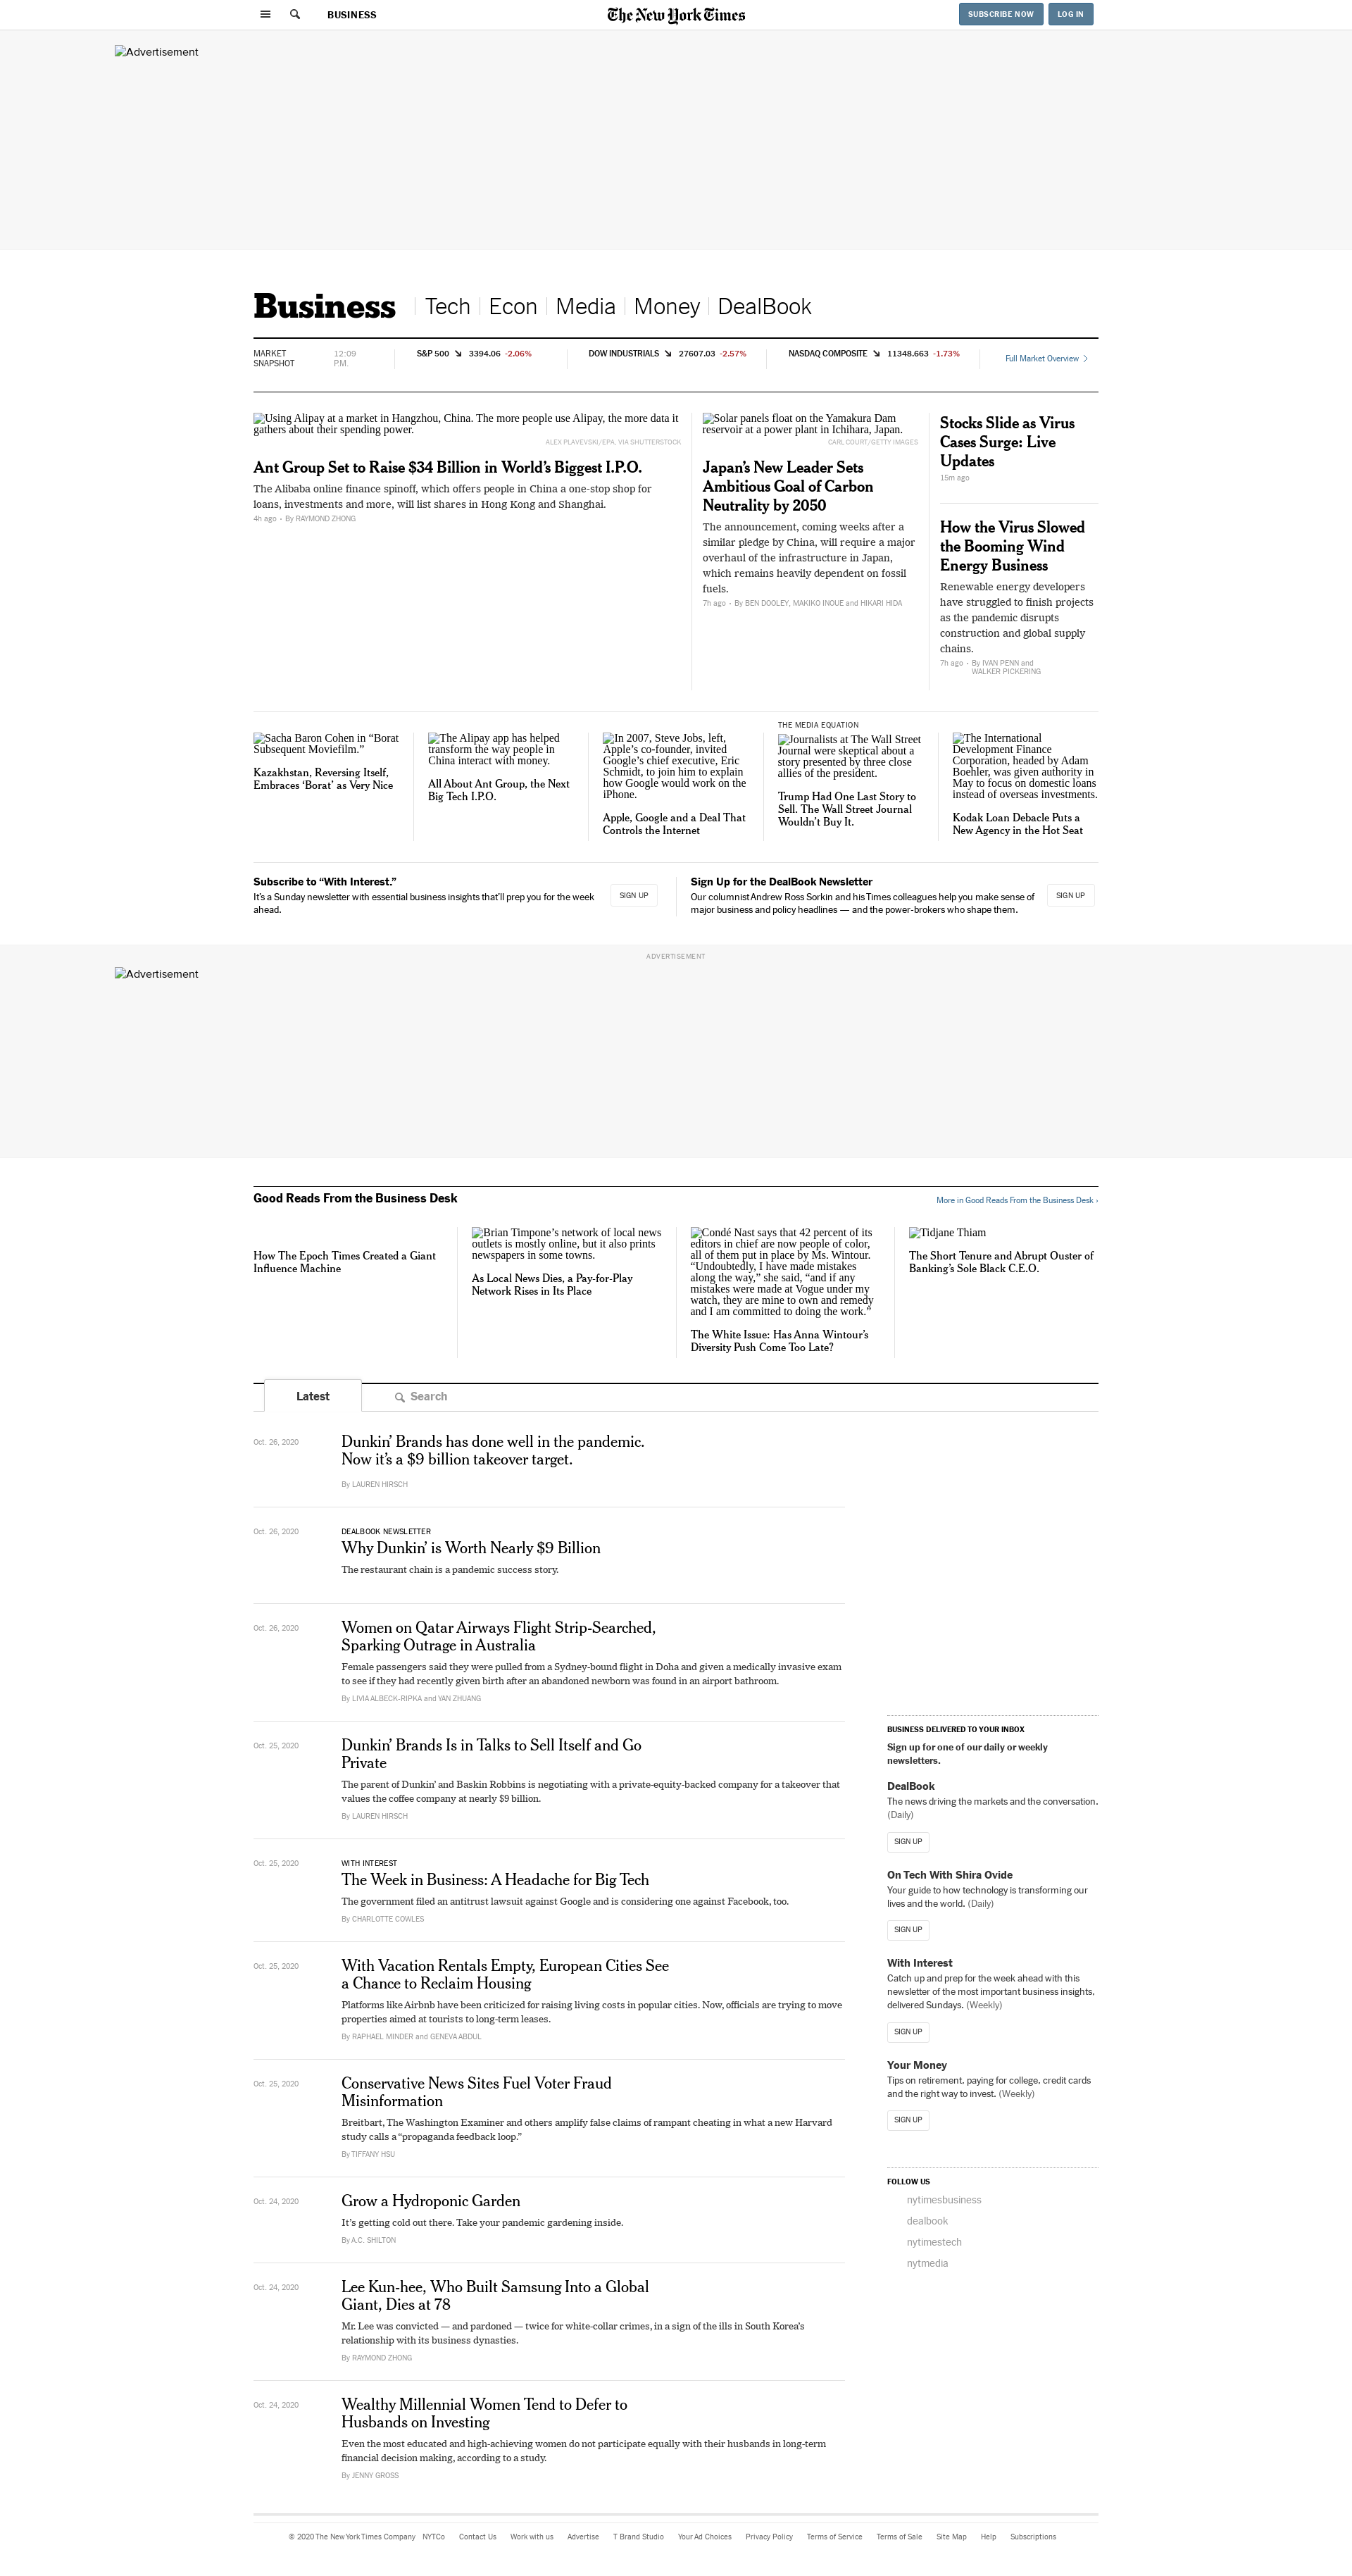 BUSINESS
The New York Times
SUBSCRIBE NOW
LOG IN
Advertisement
Business
Tech
Econ
Media
Money
DealBook
MARKET
SNAPSHOT
12:09
P.M.
S&P 500 3394.06 -2.06%
DOW INDUSTRIALS 27607.03 -2.57%
NASDAQ COMPOSITE 11348.663 -1.73%
Full Market Overview
Using Alipay at a market in Hangzhou, China. The more people use Alipay, the more data it
gathers about their spending power.
ALEX PLAVEVSKI/EPA, VIA SHUTTERSTOCK
Ant Group Set to Raise $34 Billion in World’s Biggest I.P.O.
The Alibaba online finance spinoff, which offers people in China a one-stop shop for
loans, investments and more, will list shares in Hong Kong and Shanghai.
4h ago • By RAYMOND ZHONG
Solar panels float on the Yamakura Dam
reservoir at a power plant in Ichihara, Japan.
CARL COURT/GETTY IMAGES
Japan’s New Leader Sets
Ambitious Goal of Carbon
Neutrality by 2050
The announcement, coming weeks after a
similar pledge by China, will require a major
overhaul of the infrastructure in Japan,
which remains heavily dependent on fossil
fuels.
7h ago • By BEN DOOLEY, MAKIKO INOUE and HIKARI HIDA
Stocks Slide as Virus
Cases Surge: Live
Updates
15m ago
How the Virus Slowed
the Booming Wind
Energy Business
Renewable energy developers
have struggled to finish projects
as the pandemic disrupts
construction and global supply
chains.
7h ago • By IVAN PENN and
WALKER PICKERING
Sacha Baron Cohen in “Borat
Subsequent Moviefilm.”
Kazakhstan, Reversing Itself,
Embraces ‘Borat’ as Very Nice
The Alipay app has helped
transform the way people in
China interact with money.
All About Ant Group, the Next
Big Tech I.P.O.
In 2007, Steve Jobs, left,
Apple’s co-founder, invited
Google’s chief executive, Eric
Schmidt, to join him to explain
how Google would work on the
iPhone.
Apple, Google and a Deal That
Controls the Internet
THE MEDIA EQUATION
Journalists at The Wall Street
Journal were skeptical about a
story presented by three close
allies of the president.
Trump Had One Last Story to
Sell. The Wall Street Journal
Wouldn’t Buy It.
The International
Development Finance
Corporation, headed by Adam
Boehler, was given authority in
May to focus on domestic loans
instead of overseas investments.
Kodak Loan Debacle Puts a
New Agency in the Hot Seat
Subscribe to “With Interest.”
It’s a Sunday newsletter with essential business insights that’ll prep you for the week
ahead.
SIGN UP
Sign Up for the DealBook Newsletter
Our columnist Andrew Ross Sorkin and his Times colleagues help you make sense of
major business and policy headlines — and the power-brokers who shape them.
SIGN UP
ADVERTISEMENT
Advertisement
Good Reads From the Business Desk
More in Good Reads From the Business Desk ›
How The Epoch Times Created a Giant
Influence Machine
Brian Timpone’s network of local news
outlets is mostly online, but it also prints
newspapers in some towns.
As Local News Dies, a Pay-for-Play
Network Rises in Its Place
Condé Nast says that 42 percent of its
editors in chief are now people of color,
all of them put in place by Ms. Wintour.
“Undoubtedly, I have made mistakes
along the way,” she said, “and if any
mistakes were made at Vogue under my
watch, they are mine to own and remedy
and I am committed to doing the work.”
The White Issue: Has Anna Wintour’s
Diversity Push Come Too Late?
Tidjane Thiam
The Short Tenure and Abrupt Ouster of
Banking’s Sole Black C.E.O.
Latest
Search
Oct. 26, 2020
Dunkin’ Brands has done well in the pandemic.
Now it’s a $9 billion takeover target.
By LAUREN HIRSCH
Oct. 26, 2020
DEALBOOK NEWSLETTER
Why Dunkin’ is Worth Nearly $9 Billion
The restaurant chain is a pandemic success story.
Oct. 26, 2020
Women on Qatar Airways Flight Strip-Searched,
Sparking Outrage in Australia
Female passengers said they were pulled from a Sydney-bound flight in Doha and given a medically invasive exam
to see if they had recently given birth after an abandoned newborn was found in an airport bathroom.
By LIVIA ALBECK-RIPKA and YAN ZHUANG
Oct. 25, 2020
Dunkin’ Brands Is in Talks to Sell Itself and Go
Private
The parent of Dunkin’ and Baskin Robbins is negotiating with a private-equity-backed company for a takeover that
values the coffee company at nearly $9 billion.
By LAUREN HIRSCH
Oct. 25, 2020
WITH INTEREST
The Week in Business: A Headache for Big Tech
The government filed an antitrust lawsuit against Google and is considering one against Facebook, too.
By CHARLOTTE COWLES
Oct. 25, 2020
With Vacation Rentals Empty, European Cities See
a Chance to Reclaim Housing
Platforms like Airbnb have been criticized for raising living costs in popular cities. Now, officials are trying to move
properties aimed at tourists to long-term leases.
By RAPHAEL MINDER and GENEVA ABDUL
Oct. 25, 2020
Conservative News Sites Fuel Voter Fraud
Misinformation
Breitbart, The Washington Examiner and others amplify false claims of rampant cheating in what a new Harvard
study calls a “propaganda feedback loop.”
By TIFFANY HSU
Oct. 24, 2020
Grow a Hydroponic Garden
It’s getting cold out there. Take your pandemic gardening inside.
By A.C. SHILTON
Oct. 24, 2020
Lee Kun-hee, Who Built Samsung Into a Global
Giant, Dies at 78
Mr. Lee was convicted — and pardoned — twice for white-collar crimes, in a sign of the ills in South Korea’s
relationship with its business dynasties.
By RAYMOND ZHONG
Oct. 24, 2020
Wealthy Millennial Women Tend to Defer to
Husbands on Investing
Even the most educated and high-achieving women do not participate equally with their husbands in long-term
financial decision making, according to a study.
By JENNY GROSS
BUSINESS DELIVERED TO YOUR INBOX
Sign up for one of our daily or weekly
newsletters.
DealBook
The news driving the markets and the conversation.
(Daily)
SIGN UP
On Tech With Shira Ovide
Your guide to how technology is transforming our
lives and the world. (Daily)
SIGN UP
With Interest
Catch up and prep for the week ahead with this
newsletter of the most important business insights,
delivered Sundays. (Weekly)
SIGN UP
Your Money
Tips on retirement, paying for college, credit cards
and the right way to invest. (Weekly)
SIGN UP
FOLLOW US
nytimesbusiness
dealbook
nytimestech
nytmedia
© 2020 The New York Times Company NYTCo Contact Us Work with us Advertise T Brand Studio Your Ad Choices Privacy Policy Terms of Service Terms of Sale Site Map Help Subscriptions